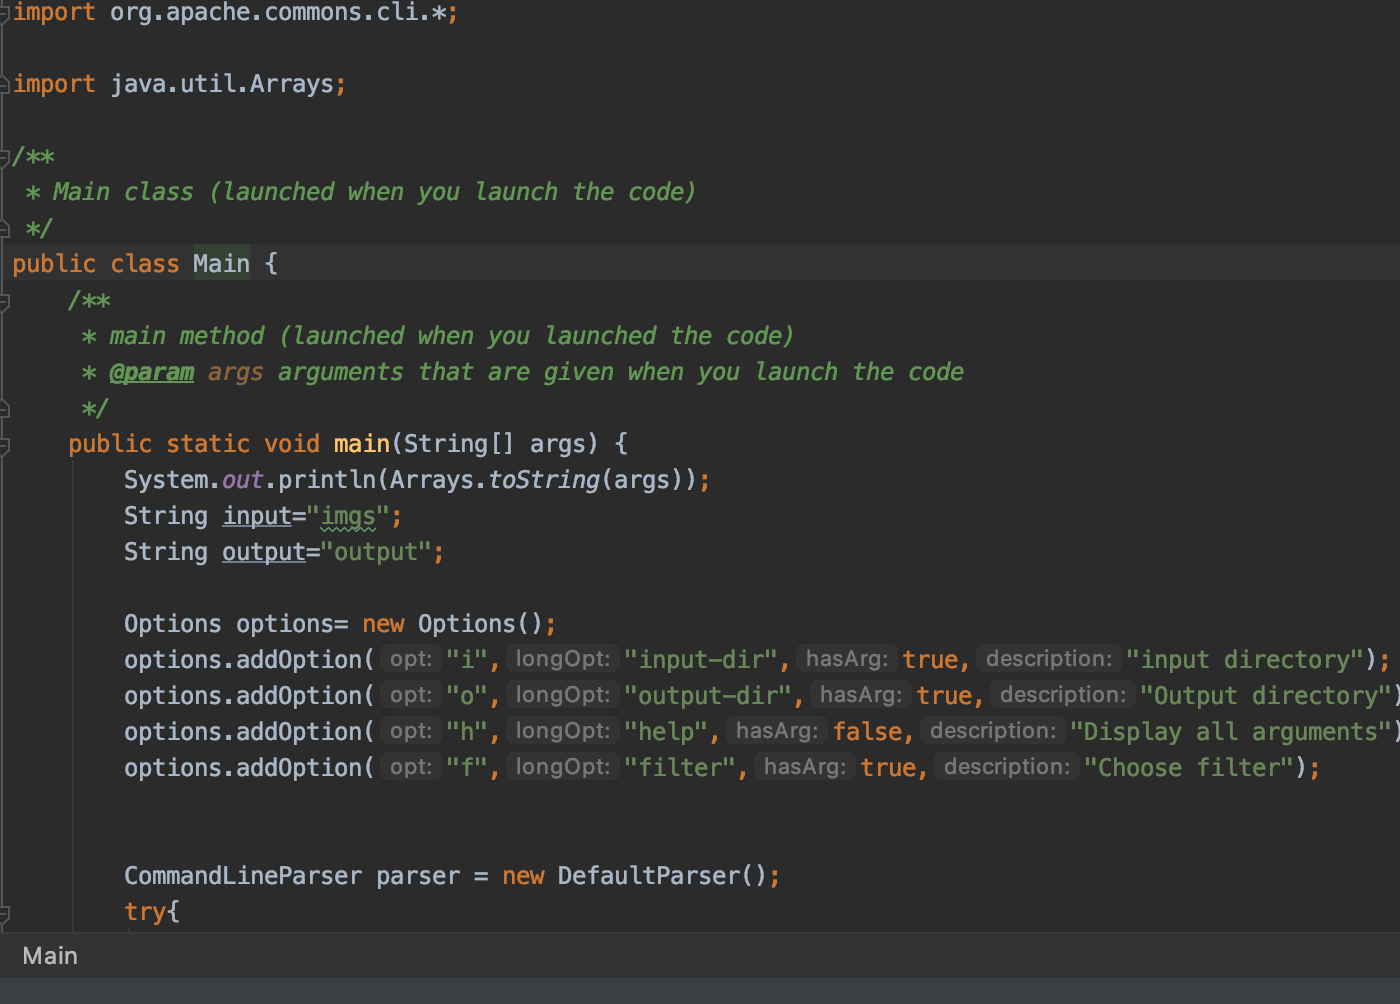 import org.apache.commons.cli.*;
import java.util.Arrays;
/**
* Main class (launched when you launch the code)
*/
public class Main {
/**
* main method (launched when you launched the code)
* @param args arguments that are given when you launch the code
*/
public static void main(String[] args) {
System.out.println(Arrays.toString(args));
String input="imgs";
String output="output";
Options options= new Options();
options.addOption( opt: "i", longOpt: "input-dir", hasArg: true, description: "input directory");
options.addOption( opt: "o", longOpt: "output-dir", hasArg: true, description: "Output directory")
options.addOption( opt: "h", longOpt: "help", hasArg: false, description: "Display all arguments")
options.addOption( opt: "f", longOpt: "filter", hasArg: true, description: "Choose filter");
CommandLineParser parser = new DefaultParser();
try{
Main